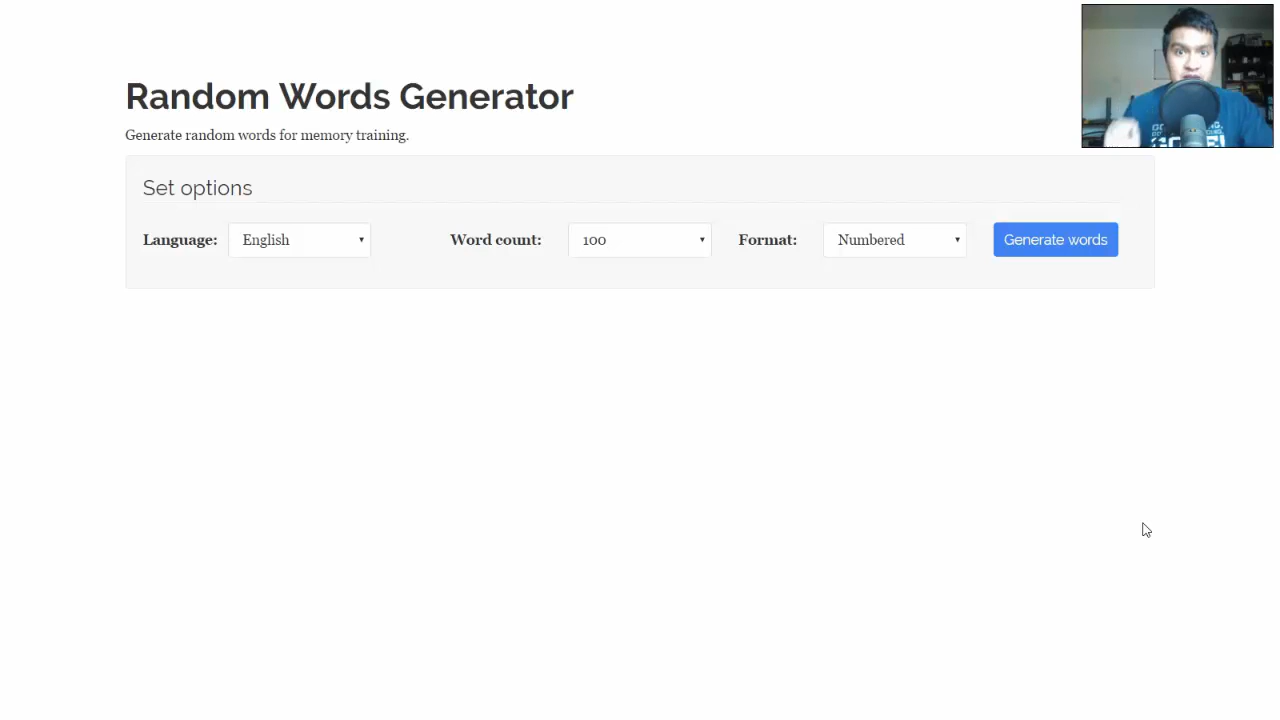 Random Words Generator
Generate random words for memory training.
Set options
Language: English Word count: 100 Format: Numbered Generate words